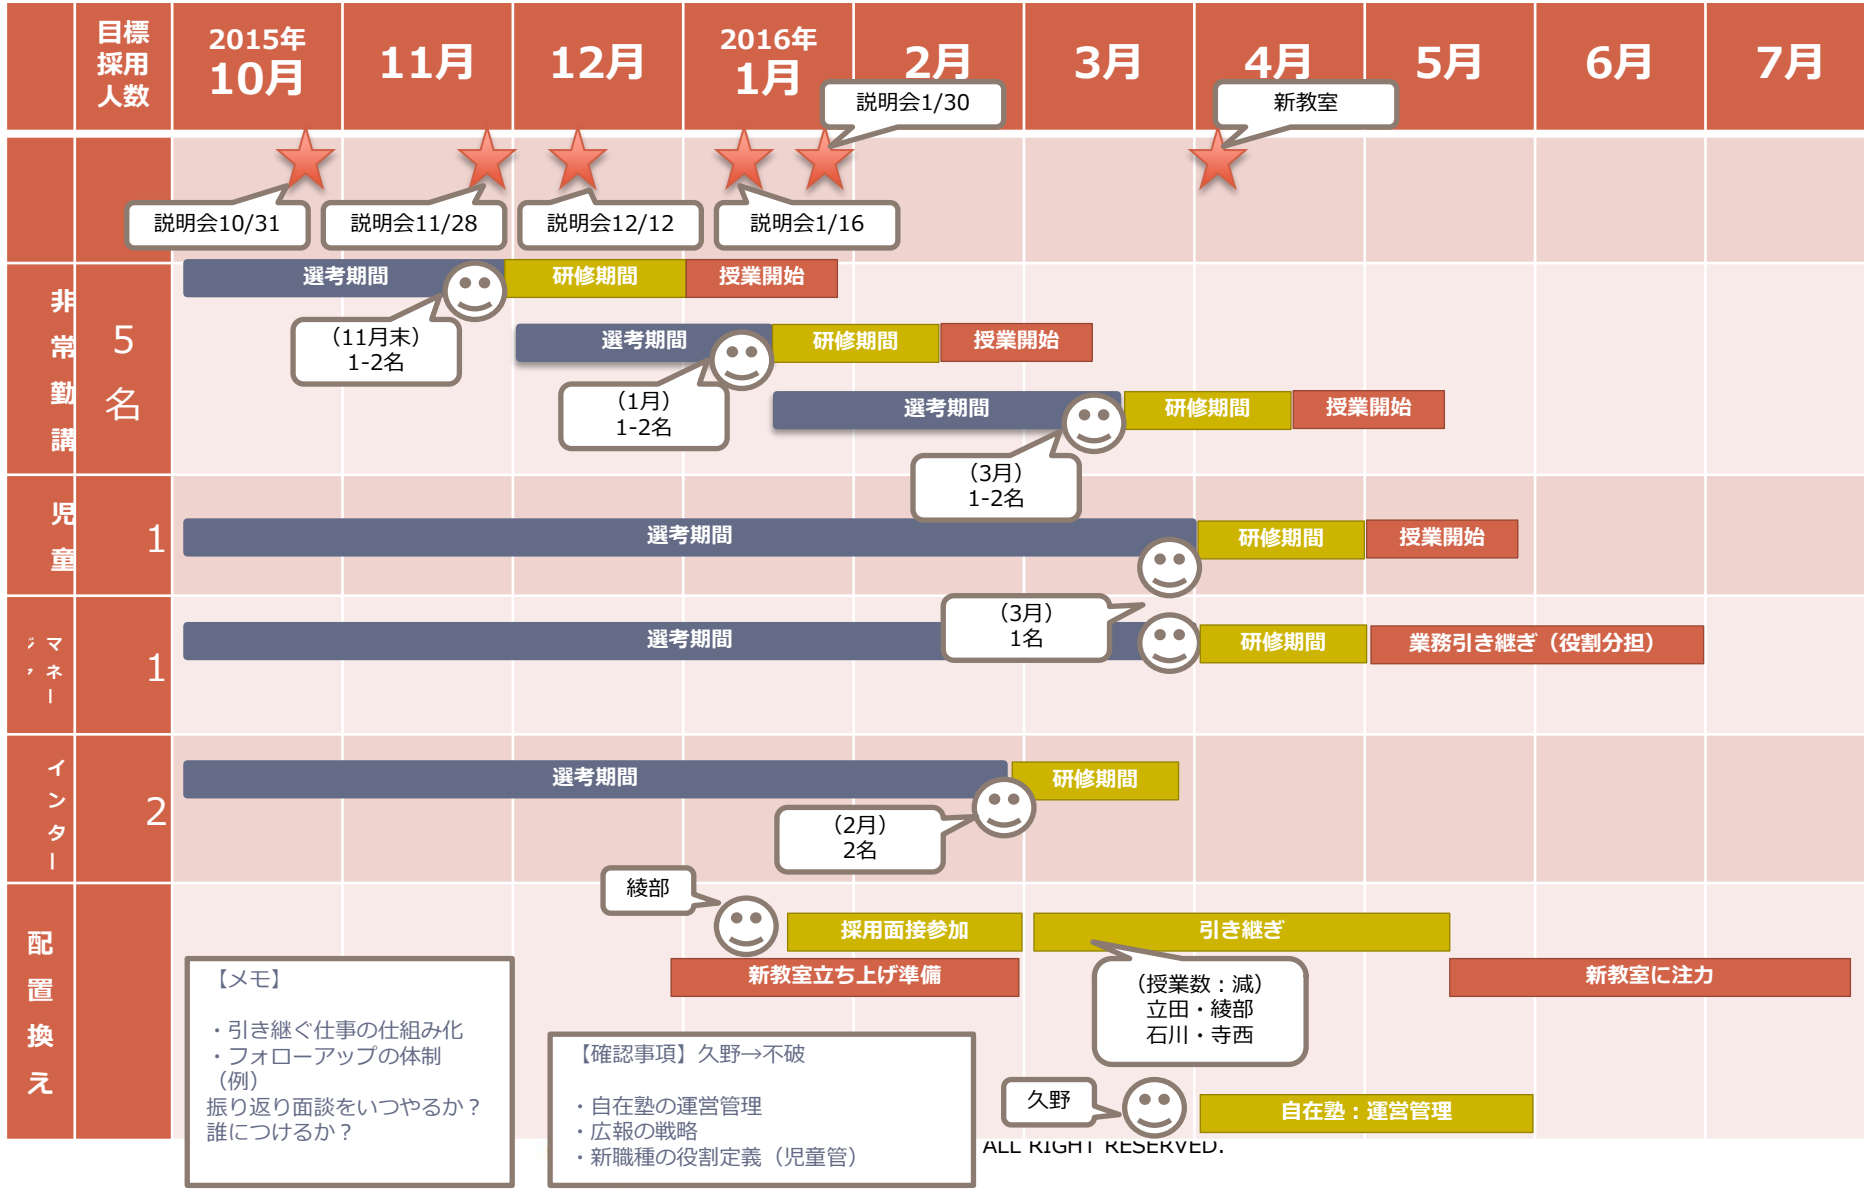 目標
採用
人数
2015年
10月
11月
12月
2016年
1月
2月
3月
4月
5月
6月
7月
説明会1/30
新教室
説明会10/31
説明会11/28
説明会12/12
説明会1/16
非
常
勤
講
5
名
選考期間
研修期間
授業開始
（11月末）
1-2名
選考期間
研修期間
授業開始
（1月）
1-2名
選考期間
研修期間
授業開始
（3月）
1-2名
児
童
1
選考期間
研修期間
授業開始
マネー
ジャ
1
選考期間
（3月）
1名
研修期間
業務引き継ぎ（役割分担）
インター
2
選考期間
研修期間
（2月）
2名
配
置
換
え
綾部
採用面接参加
引き継ぎ
新教室立ち上げ準備
新教室に注力
（授業数：減）
立田・綾部
石川・寺西
久野
自在塾：運営管理
【メモ】
・引き継ぐ仕事の仕組み化
・フォローアップの体制
（例）
振り返り面談をいつやるか？
誰につけるか？
【確認事項】久野→不破
・自在塾の運営管理
・広報の戦略
・新職種の役割定義（児童管）
ALL RIGHT RESERVED.